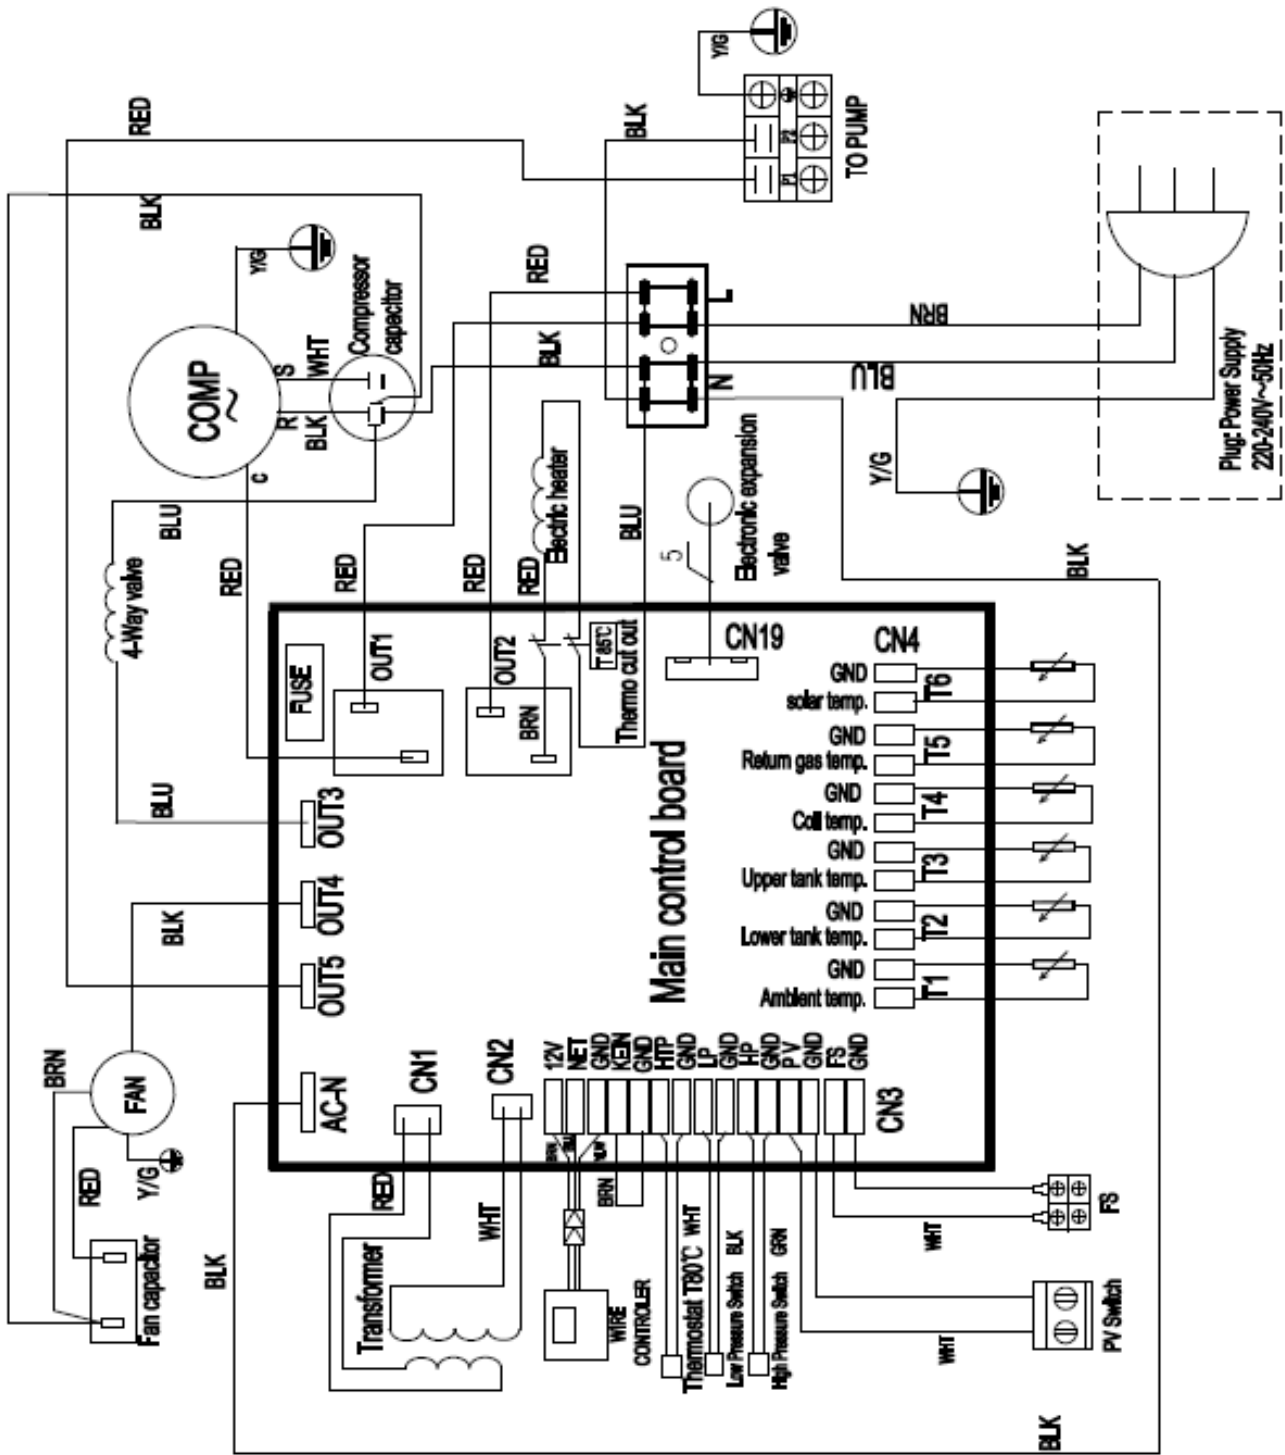 RED
BLK
Y/G
TO PUMP
P1
P2
BLK
Y/G
COMP
~
S
WHT
R
BLK
C
Compressor
capacitor
RED
BLK
L
N
BRN
BLU
Plug: Power Supply
220-240V~50Hz
Y/G
BLU
4-Way valve
RED
RED
RED
RED
Electric heater
BLU
5
Electronic expansion
valve
BLK
BLU
FUSE
OUT1
OUT2
BRN
T 85℃
Thermo cut out
CN19
CN4
OUT3
OUT4
OUT5
AC-N
BLK
Main control board
GND
solar temp.
T6
GND
Return gas temp.
T5
GND
Coil temp.
T4
GND
Upper tank temp.
T3
GND
Lower tank temp.
T2
GND
Ambient temp.
T1
CN1
CN2
12V
NET
GND
KEIN
GND
HTP
GND
LP
GND
HP
GND
P V
GND
FS
GND
CN3
BRN
BLU
YLW
BRN
BRN
FAN
RED
Y/G
Fan capacitor
BLK
RED
Transformer
WHT
WIRE
CONTROLER
Thermostat T80℃ WHT
Low Pressure Switch BLK
High Pressure Switch GRN
WHT
FS
WHT
PV Switch
BLK